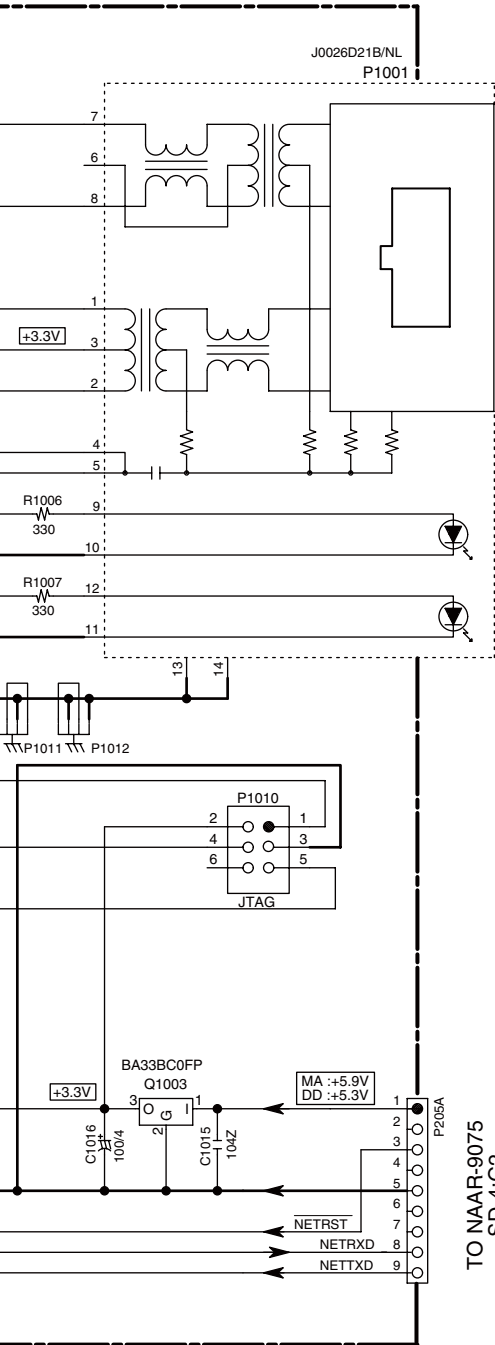 J0026D21B/NL
P1001
7
6
8
1
+3.3V
3
2
4
5
R1006
9
330
10
R1007
12
330
11
13
14
P1011
P1012
P1010
2
1
4
3
6
5
JTAG
BA33BC0FP
Q1003
+3.3V
MA :+5.9V
DD :+5.3V
3
O
G
I
1
2
C1016
+
100/4
C1015
104Z
P205A
1
2
3
4
5
6
7
8
9
NETRST
NETRXD
NETTXD
TO NAAR-9075